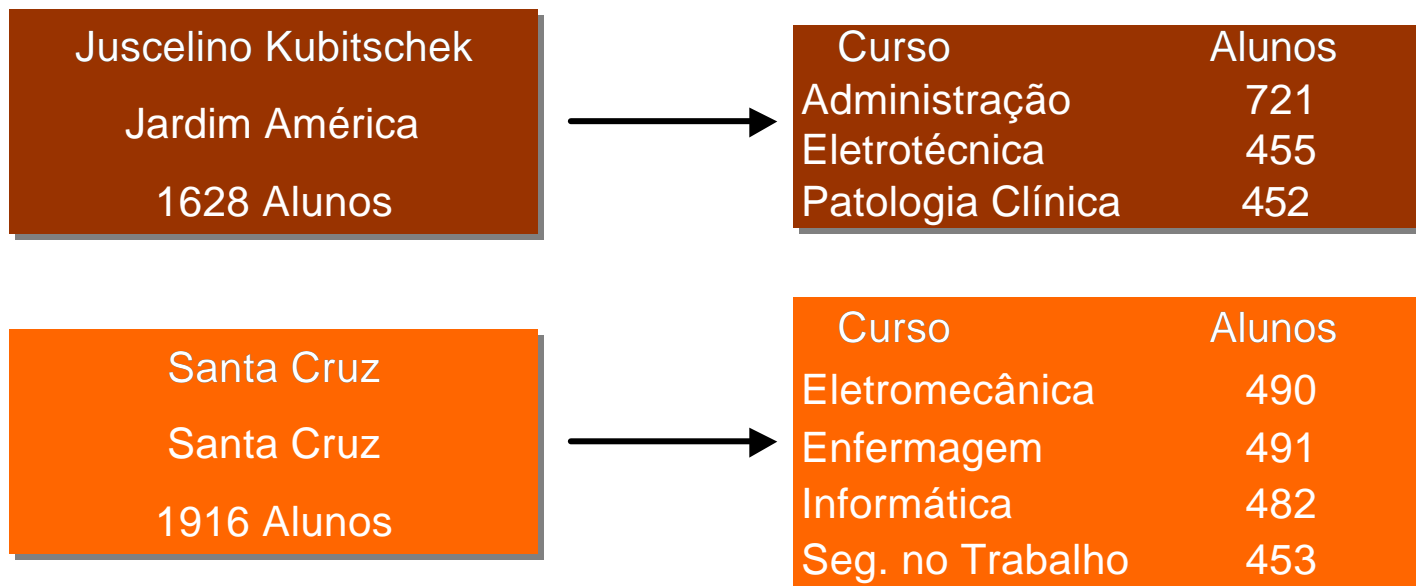 Juscelino Kubitschek
Jardim América
1628 Alunos
Curso Alunos
Administração 721
Eletrotécnica 455
Patologia Clínica 452
Santa Cruz
Santa Cruz
1916 Alunos
Curso Alunos
Eletromecânica 490
Enfermagem 491
Informática 482
Seg. no Trabalho 453